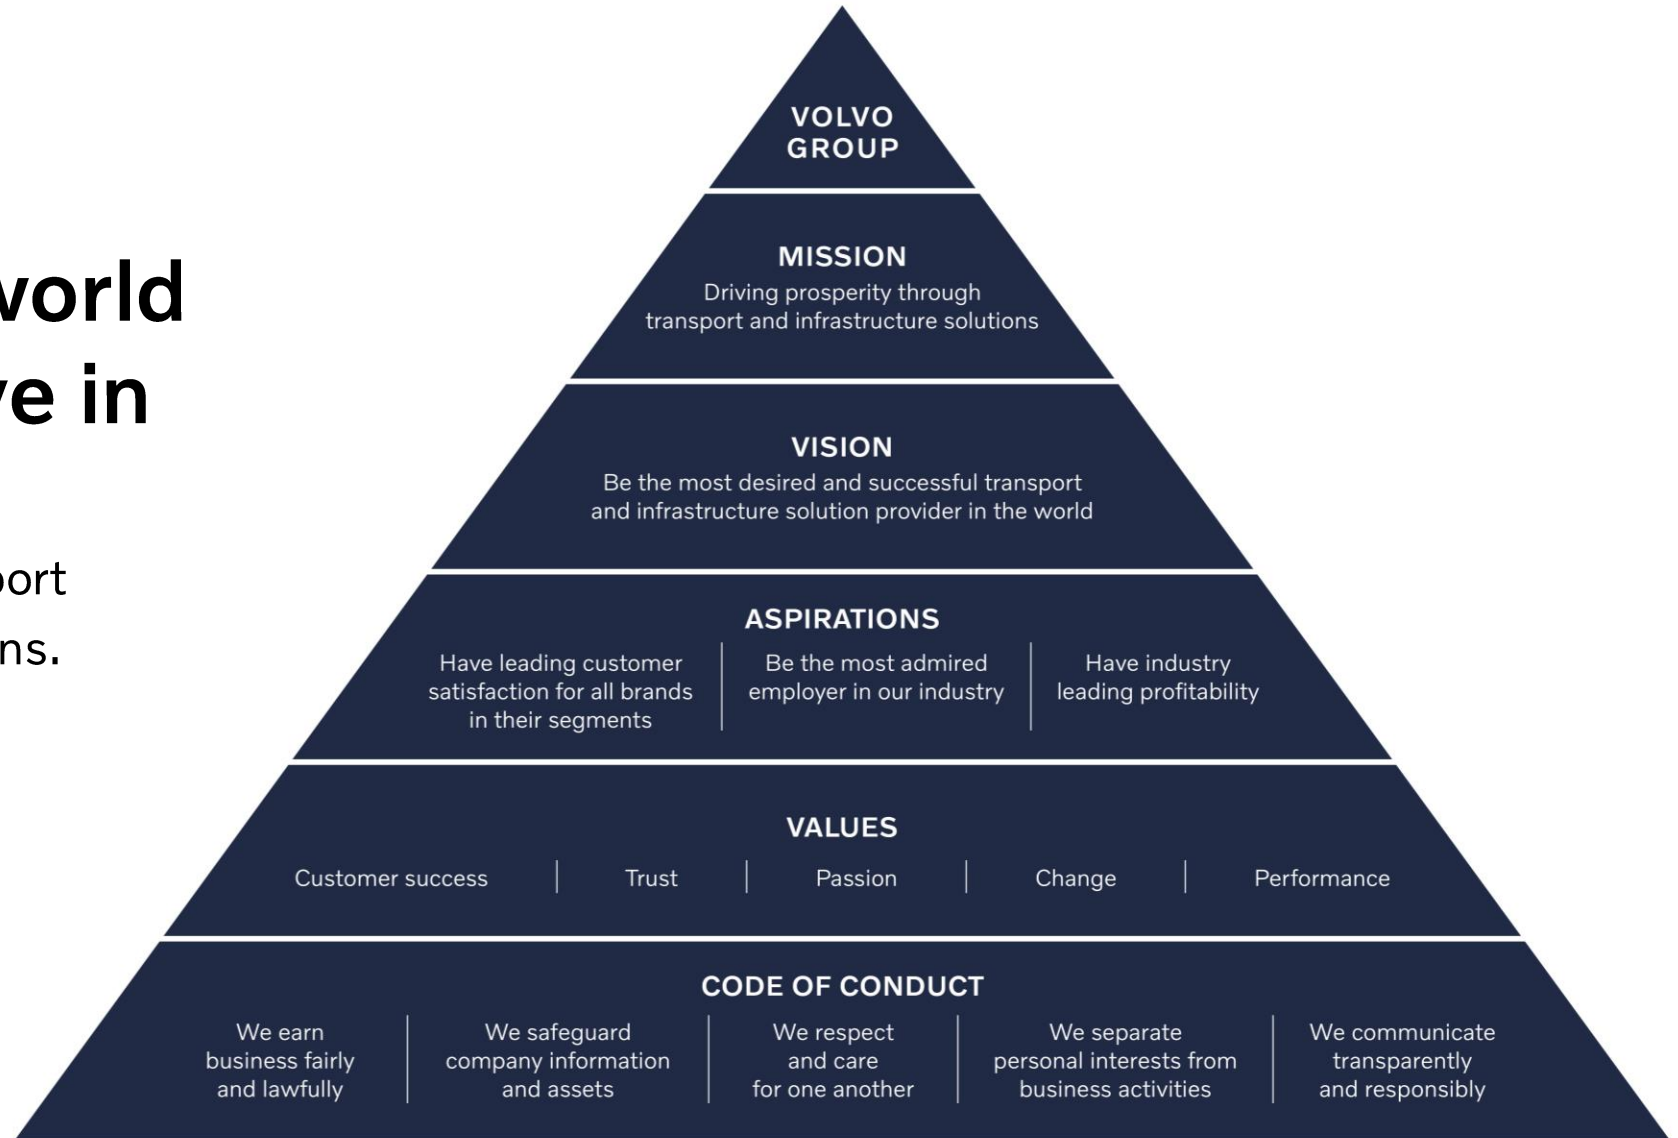 world
ve in
port
ns.
VOLVO
GROUP
MISSION
Driving prosperity through
transport and infrastructure solutions
VISION
Be the most desired and successful transport
and infrastructure solution provider in the world
ASPIRATIONS
Have leading customer
satisfaction for all brands
in their segments
Be the most admired
employer in our industry
Have industry
leading profitability
VALUES
Customer success | Trust | Passion | Change | Performance
CODE OF CONDUCT
We earn
business fairly
and lawfully
We safeguard
company information
and assets
We respect
and care
for one another
We separate
personal interests from
business activities
We communicate
transparently
and responsibly